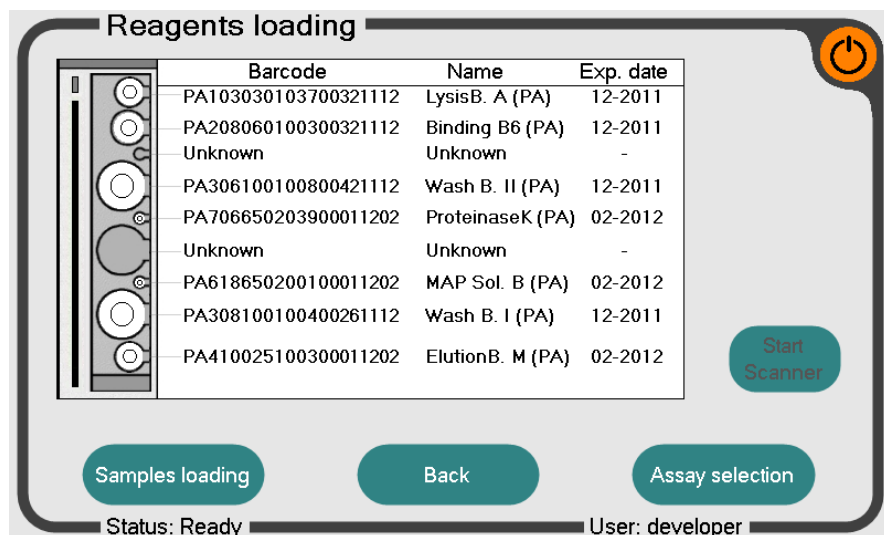 Reagents loading
Barcode Name Exp. date
PA103030103700321112 LysisB. A (PA) 12-2011
PA208060100300321112 Binding B6 (PA) 12-2011
Unknown Unknown -
PA306100100800421112 Wash B. II (PA) 12-2011
PA706650203900011202 ProteinaseK (PA) 02-2012
Unknown Unknown -
PA618650200100011202 MAP Sol. B (PA) 02-2012
PA308100100400261112 Wash B. I (PA) 12-2011
PA410025100300011202 ElutionB. M (PA) 02-2012
Start
Scanner
Samples loading Back Assay selection
Status: Ready User: developer